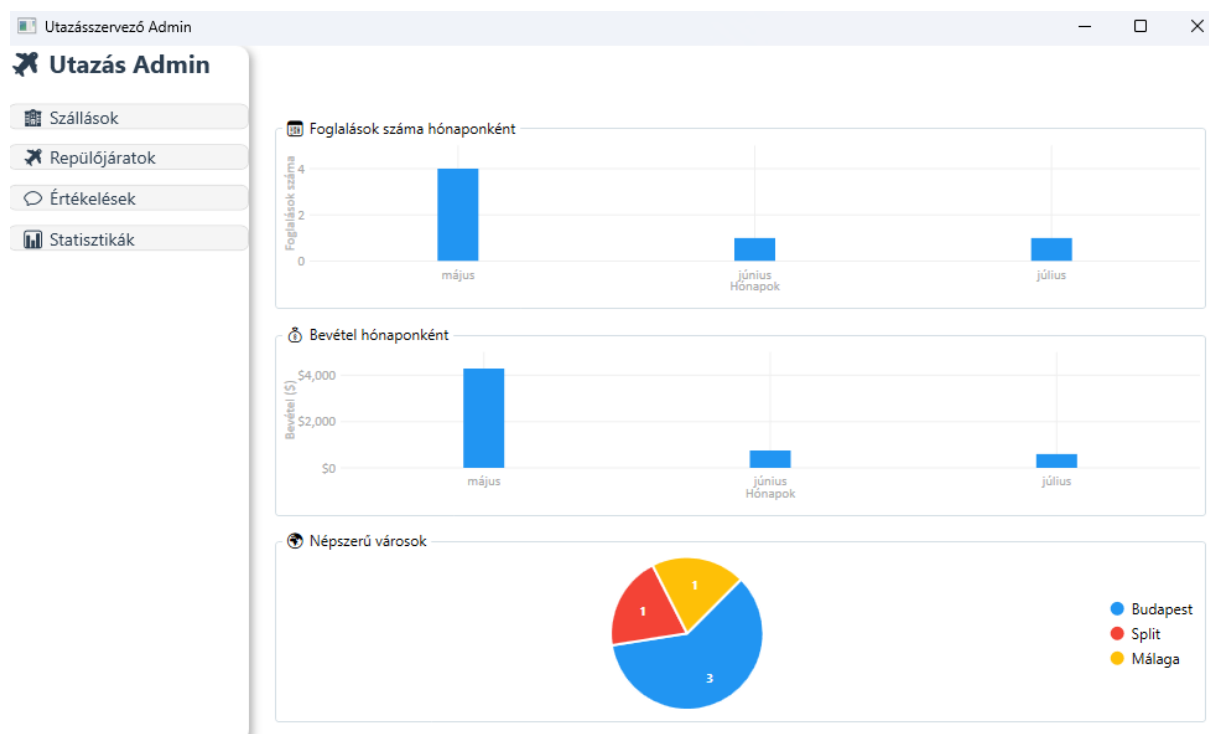 Utazásszervező Admin
Utazás Admin
Szállások
Repülőjáratok
Értékelések
Statisztikák
Foglalások száma hónaponként
Foglalások száma
4
2
0
május
június
július
Hónapok
Bevétel hónaponként
Bevétel ($)
$4,000
$2,000
$0
május
június
július
Hónapok
Népszerű városok
1
1
3
Budapest
Split
Málaga